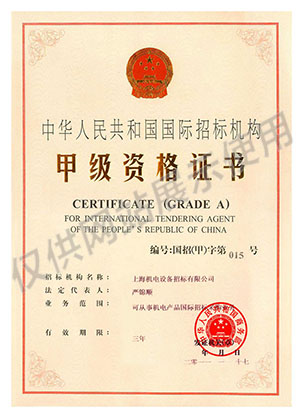 中华人民共和国国际招标机构
甲级资格证书
CERTIFICATE (GRADE A)
FOR INTERNATIONAL TENDERING AGENT
OF THE PEOPLE'S REPUBLIC OF CHINA
编号:国招(甲)字第 015 号
招标机构名称: 上海机电设备招标有限公司
法定代表人: 严锦顺
业务范围: 可从事机电产品国际招标
有效期限: 三年
年 月 日
仅供网站展示使用